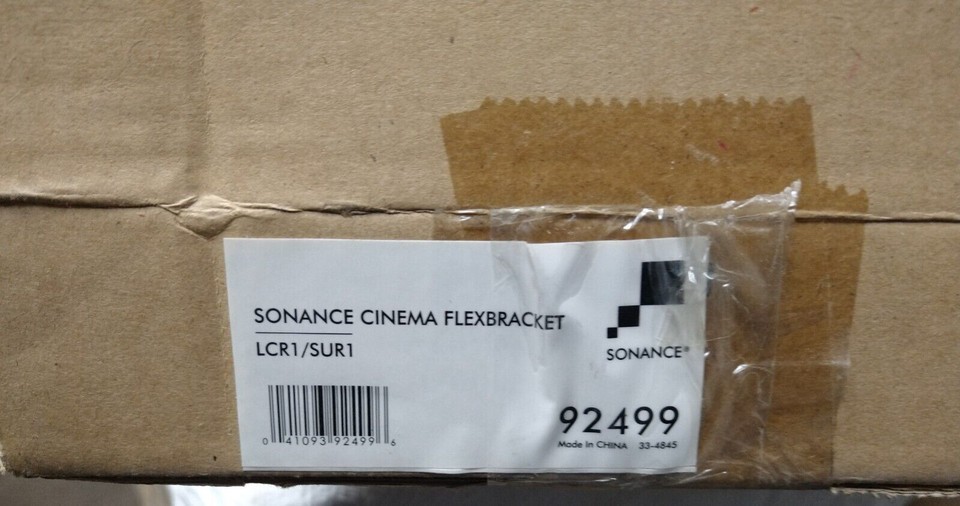 SONANCE CINEMA FLEXBRACKET
LCR1/SUR1
SONANCE®
0 41093 92499 6
92499
Made In CHINA 33-4845